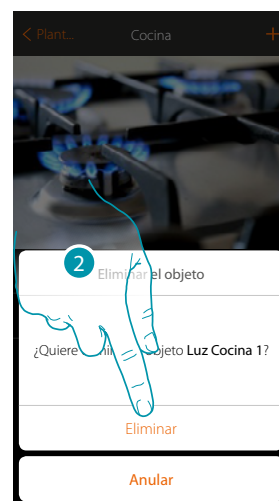 < Plant... Cocina +
2
Eliminar el objeto
¿Quiere objeto Luz Cocina 1?
Eliminar
Anular